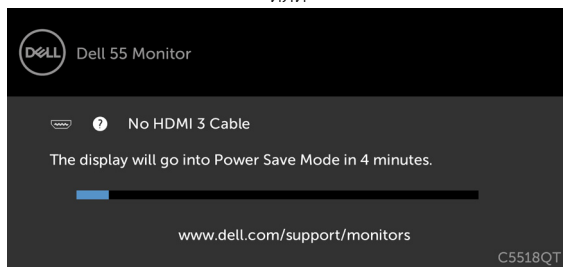 или
DELL Dell 55 Monitor
? No HDMI 3 Cable
The display will go into Power Save Mode in 4 minutes.
www.dell.com/support/monitors
C5518QT